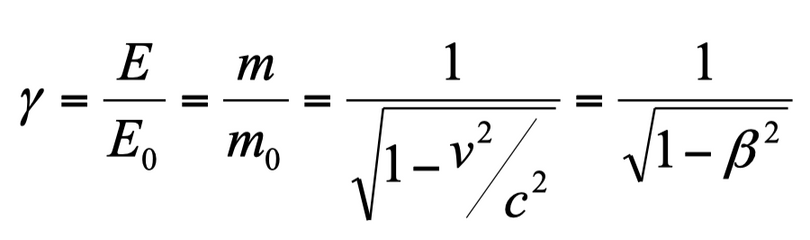 γ = E/E₀ = m/m₀ = 1/√(1 − v²/c²) = 1/√(1 − β²)